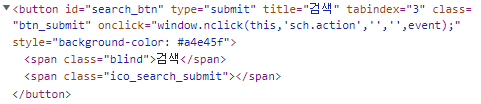 ▼<button id="search_btn" type="submit" title="검색" tabindex="3" class=
"btn_submit" onclick="window.nclick(this,'sch.action','','',event);"
style="background-color: #a4e45f">
<span class="blind">검색</span>
<span class="ico_search_submit"></span>
</button>